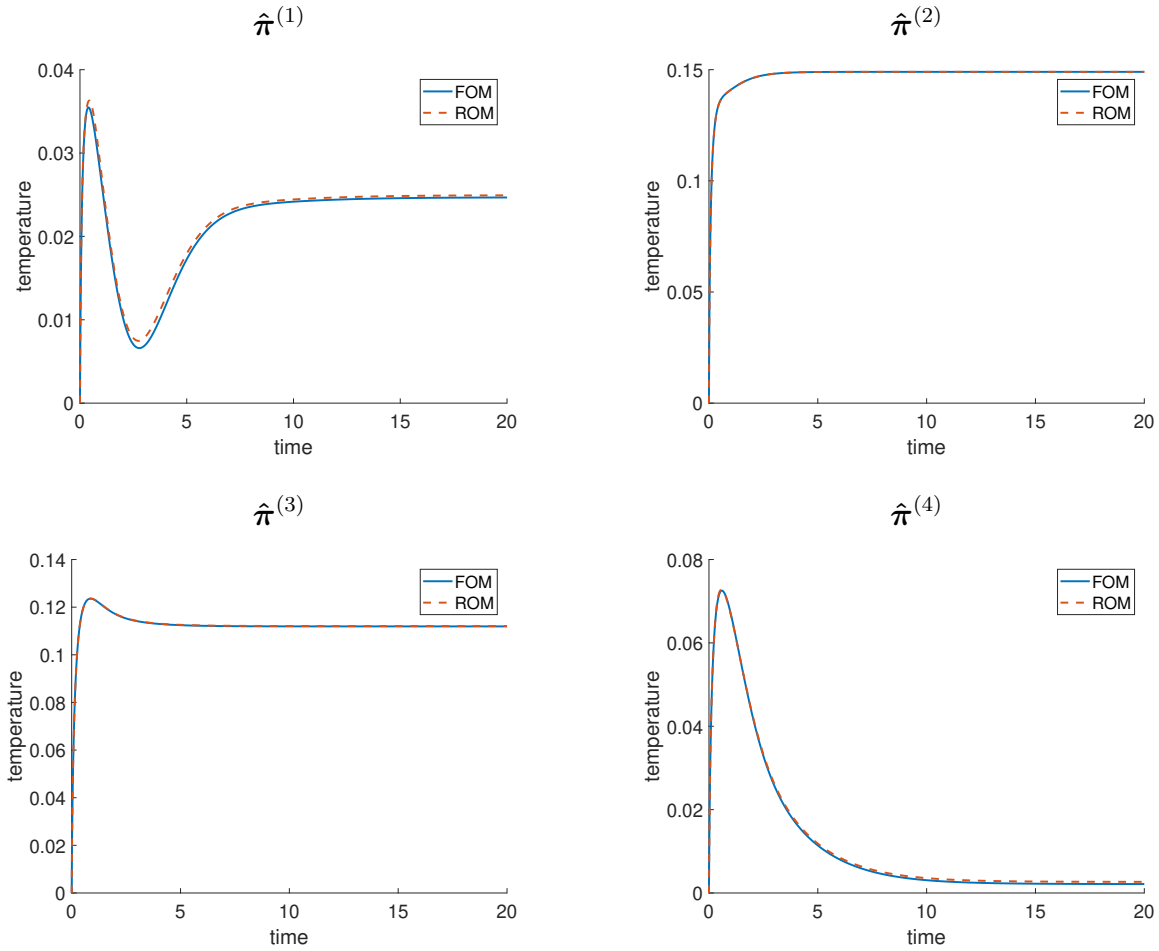 π̂⁽¹⁾
0.04
0.03
0.02
0.01
0
temperature
0
5
10
15
20
time
FOM
ROM
π̂⁽²⁾
0.15
0.1
0.05
0
temperature
0
5
10
15
20
time
FOM
ROM
π̂⁽³⁾
0.14
0.12
0.1
0.08
0.06
0.04
0.02
0
temperature
0
5
10
15
20
time
FOM
ROM
π̂⁽⁴⁾
0.08
0.06
0.04
0.02
0
temperature
0
5
10
15
20
time
FOM
ROM